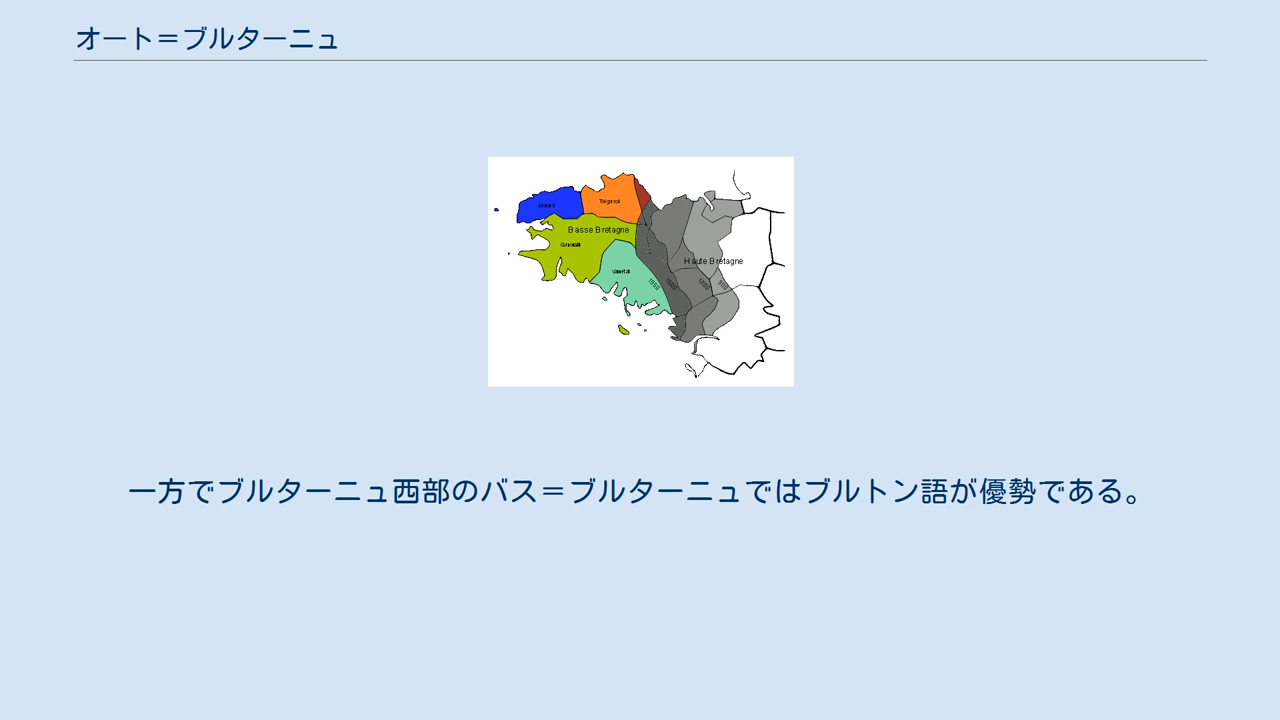 オート＝ブルターニュ
Trégorrois
Basse Bretagne
Haute Bretagne
一方でブルターニュ西部のバス＝ブルターニュではブルトン語が優勢である。